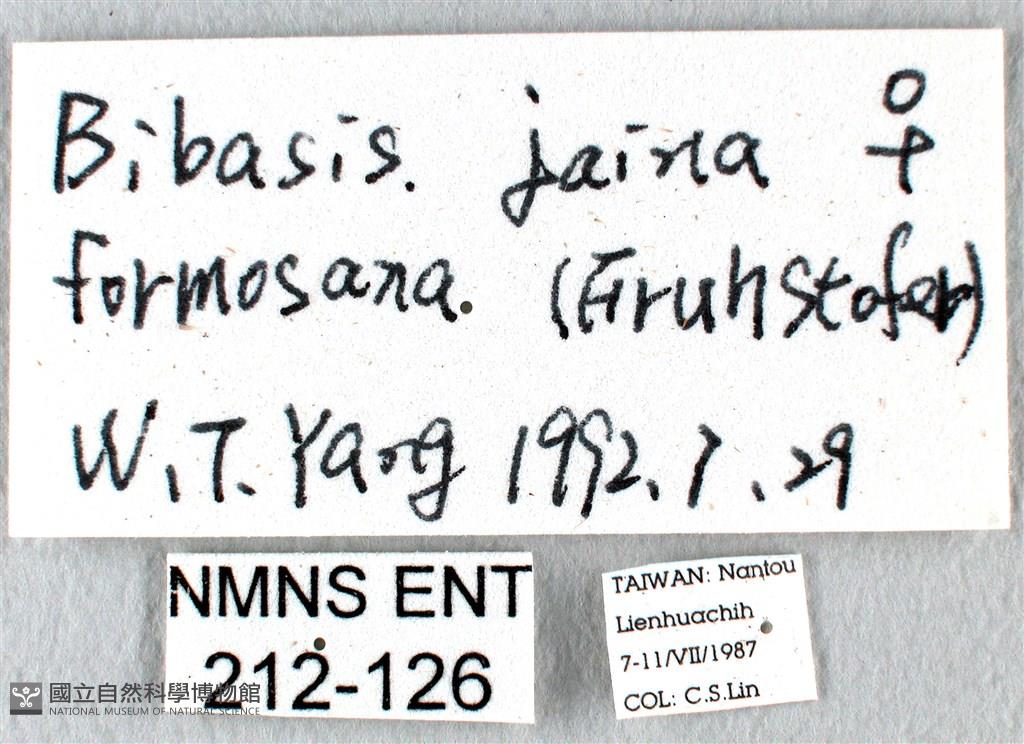 Bibasis. jaina ♀
formosana. (Fruhstofer)
W.T. Yang 1992.7.29
NMNS ENT
212-126
TAIWAN: Nantou
Lienhuachih
7-11/VII/1987
COL: C.S.Lin
國立自然科學博物館
NATIONAL MUSEUM OF NATURAL SCIENCE